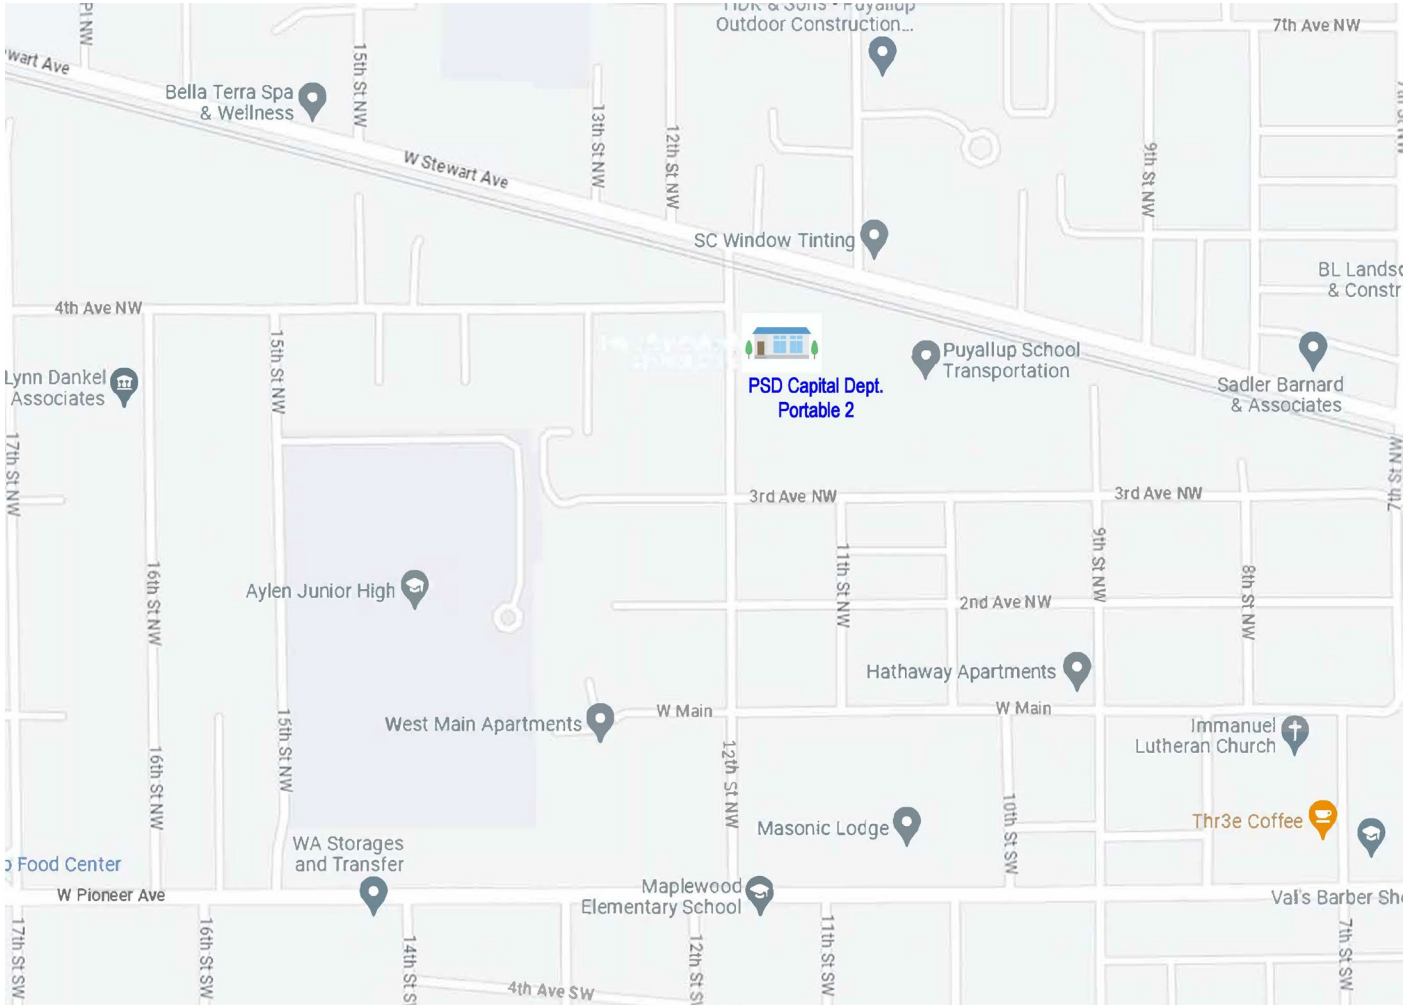 Outdoor Construction...
7th Ave NW
wart Ave
15th St NW
Bella Terra Spa
& Wellness
13th St NW
12th St NW
9th St NW
W Stewart Ave
SC Window Tinting
BL Landsc
& Constr
4th Ave NW
15th St NW
Puyallup School
Transportation
PSD Capital Dept.
Portable 2
Lynn Dankel
Associates
Sadler Barnard
& Associates
17th St NW
7th St NW
3rd Ave NW
3rd Ave NW
16th St NW
11th St NW
9th St NW
8th St NW
Aylen Junior High
2nd Ave NW
Hathaway Apartments
W Main
W Main
West Main Apartments
15th St NW
16th St NW
12th St NW
Immanuel
Lutheran Church
10th St SW
Masonic Lodge
Thr3e Coffee
WA Storages
and Transfer
Food Center
W Pioneer Ave
Maplewood
Elementary School
Val's Barber Sho
17th St SW
16th St SW
14th St S
12th St S
11th St SW
7th St SW
4th Ave SW